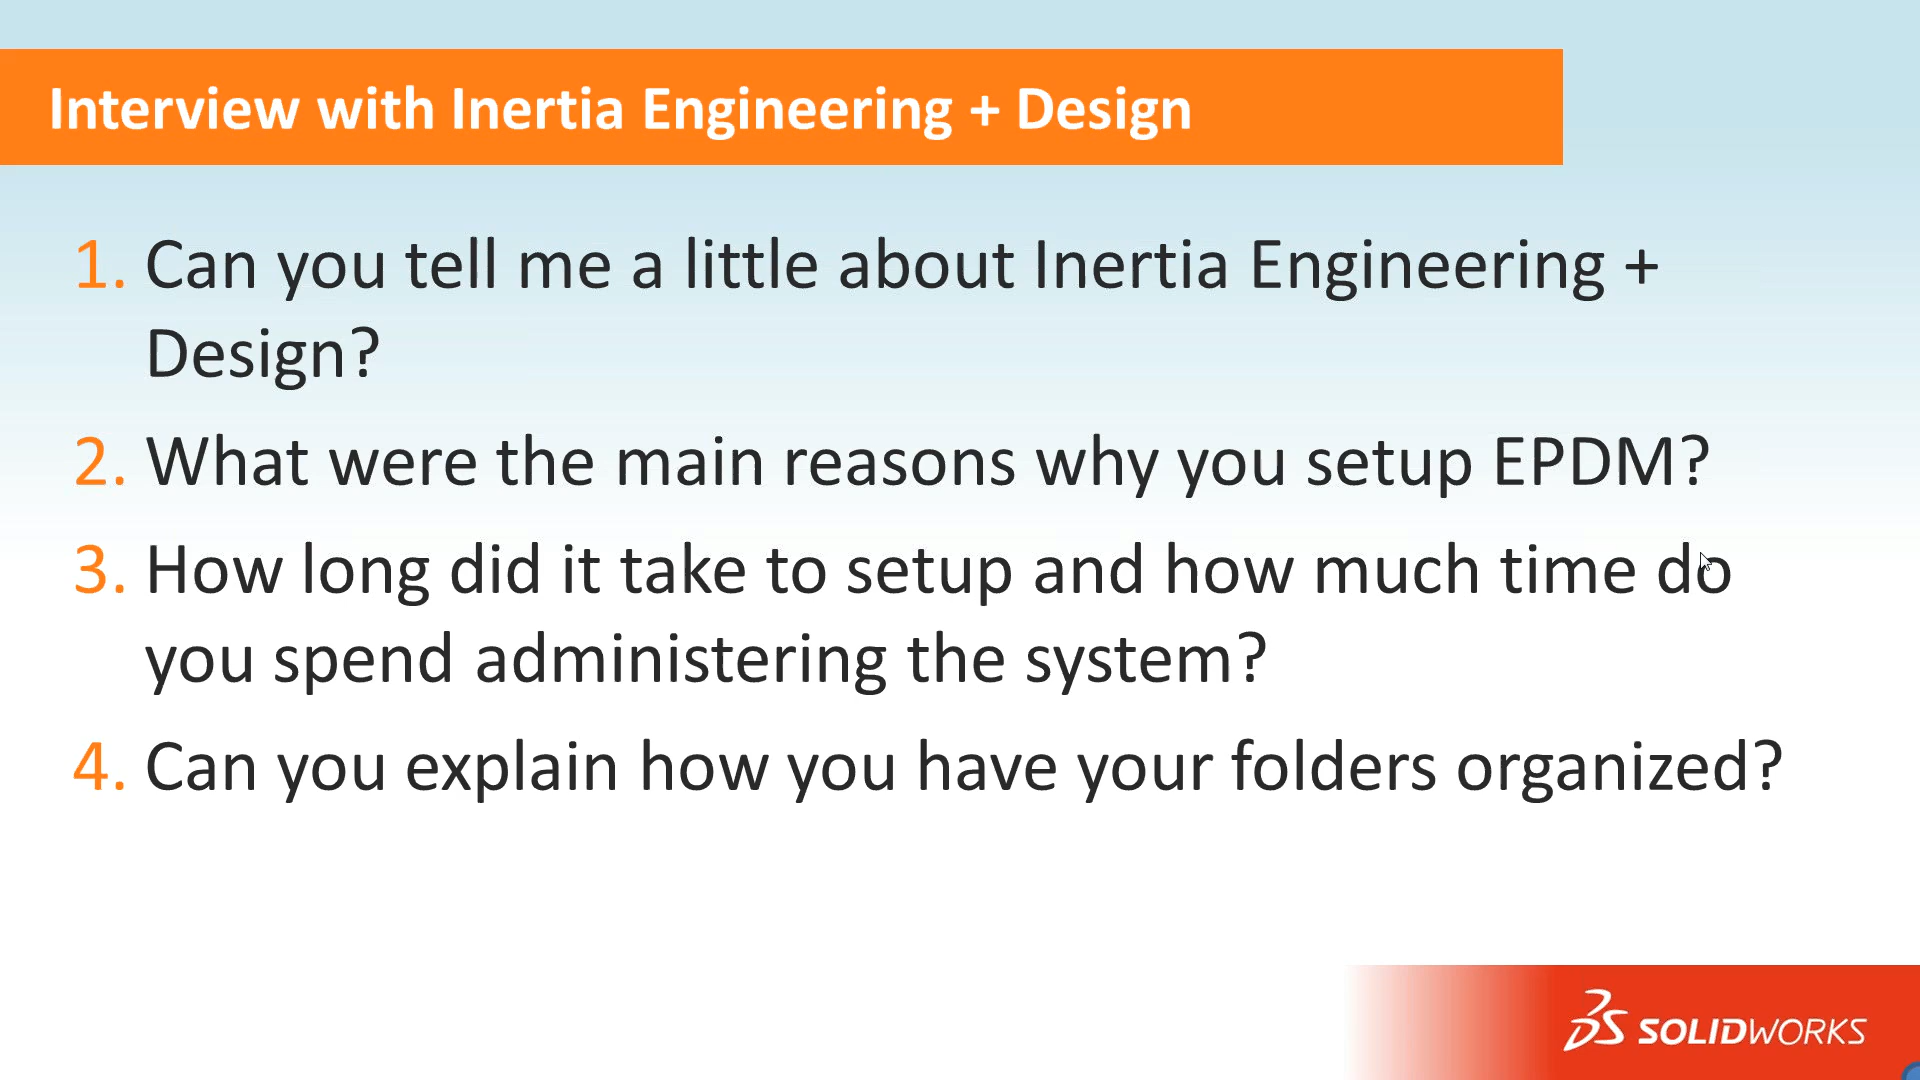 Interview with Inertia Engineering + Design
1. Can you tell me a little about Inertia Engineering +
Design?
2. What were the main reasons why you setup EPDM?
3. How long did it take to setup and how much time do
you spend administering the system?
4. Can you explain how you have your folders organized?
SOLIDWORKS